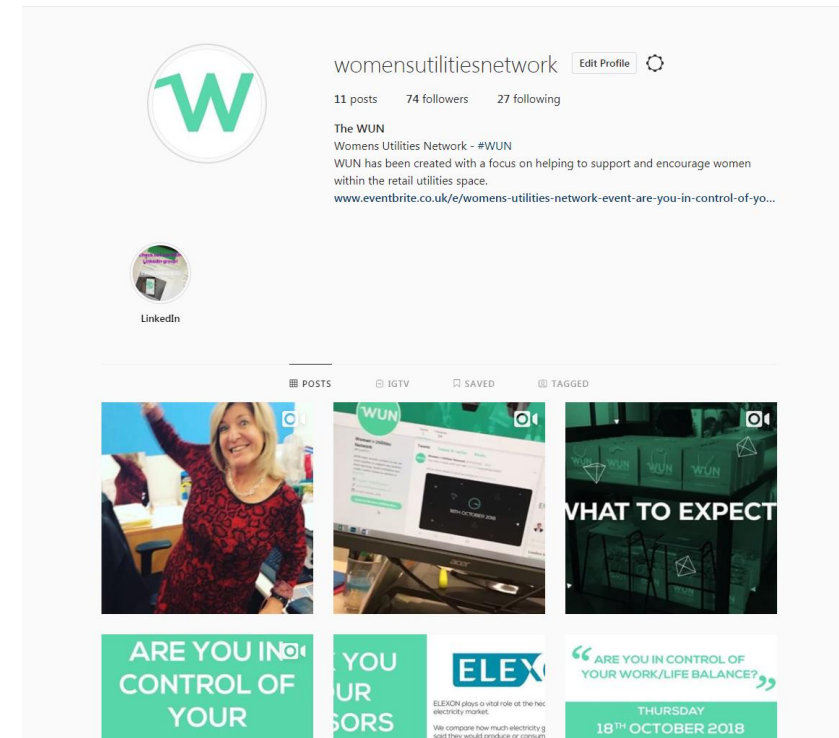 W
womensutilitiesnetwork Edit Profile
11 posts 74 followers 27 following
The WUN
Womens Utilities Network - #WUN
WUN has been created with a focus on helping to support and encourage women
within the retail utilities space.
www.eventbrite.co.uk/e/womens-utilities-network-event-are-you-in-control-of-yo...
LinkedIn
POSTS IGTV SAVED TAGGED
WUN
Women's Utilities
Network
18TH OCTOBER 2018
acer
WUN WUN WUN WUN
WHAT TO EXPECT
ARE YOU IN
CONTROL OF
YOUR
YOU
UR
SORS
ELEXO
ELEXON plays a vital role at the hea
electricity market.
We compare how much electricity g
said they would produce or consum
“ARE YOU IN CONTROL OF
YOUR WORK/LIFE BALANCE?”
THURSDAY
18TH OCTOBER 2018